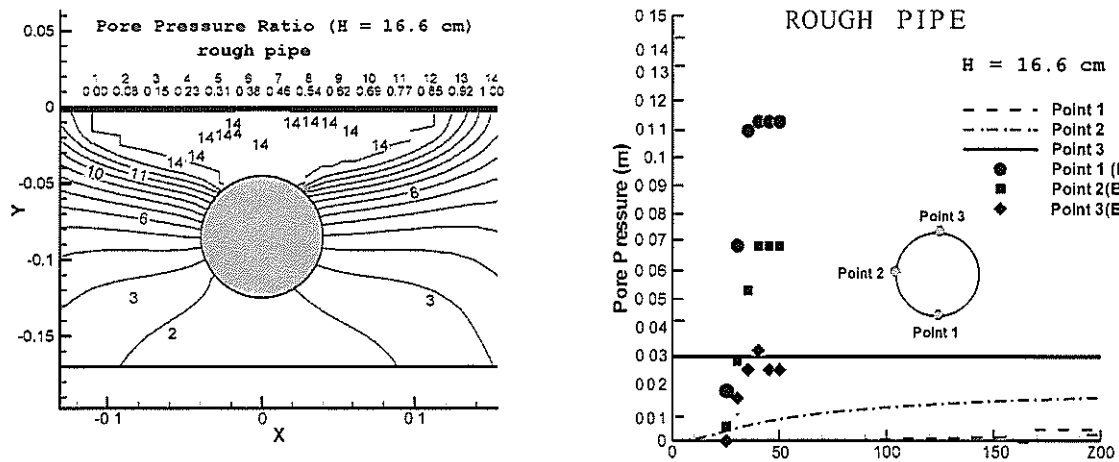 Pore Pressure Ratio (H = 16.6 cm)
rough pipe
1 2 3 4 5 6 7 8 9 10 11 12 13 14
0.00 0.08 0.15 0.23 0.31 0.38 0.46 0.54 0.62 0.69 0.77 0.85 0.92 1.00
0.05
0
-0.05
-0.1
-0.15
Y
14
14
14 14
14
14
14
14
14
14
14
14
10
11
6
8
3
3
2
-0 1
0
0 1
X
ROUGH PIPE
H = 16.6 cm
Point 1
Point 2
Point 3
Point 1 (
Point 2(E
Point 3(E
Point 3
Point 2
Point 1
0 15
0 14
0 13
0 12
0.11
0.1
0 09
0 08
0 07
0 06
0 05
0 04
0 03
0 02
0 01
0
Pore P ressure (m)
0
50
100
150
200